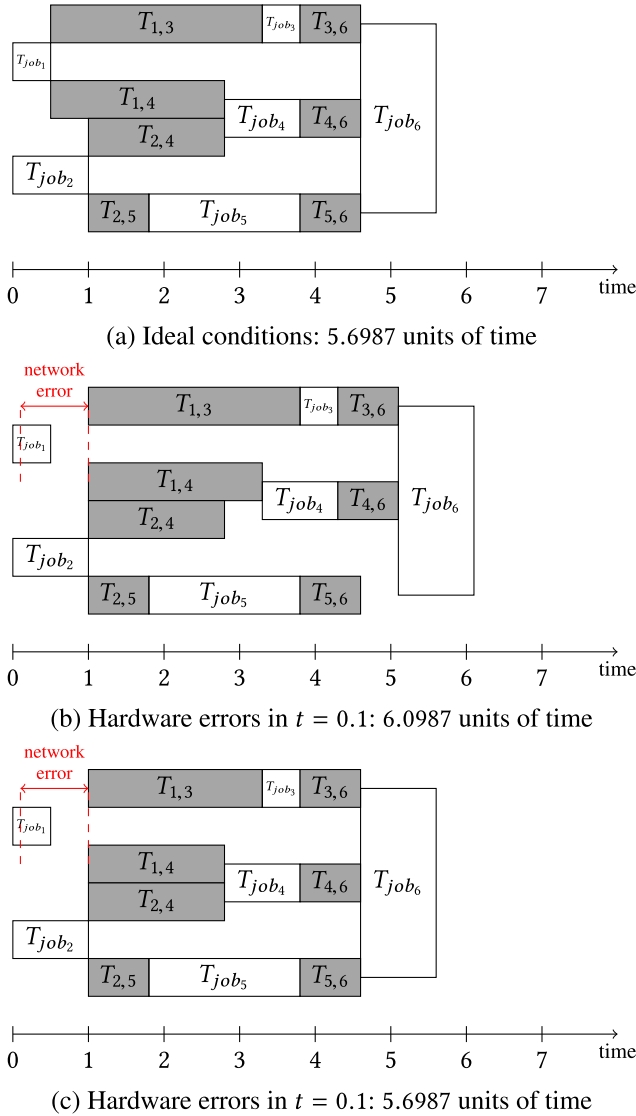 T1,3 Tjob3 T3,6
Tjob1
T1,4
Tjob4 T4,6 Tjob6
T2,4
Tjob2
T2,5 Tjob5 T5,6
0 1 2 3 4 5 6 7 time
(a) Ideal conditions: 5.6987 units of time
network
error
T1,3 Tjob3 T3,6
Tjob1
T1,4
Tjob4 T4,6 Tjob6
T2,4
Tjob2
T2,5 Tjob5 T5,6
0 1 2 3 4 5 6 7 time
(b) Hardware errors in t = 0.1: 6.0987 units of time
network
error
T1,3 Tjob3 T3,6
Tjob1
T1,4
Tjob4 T4,6 Tjob6
T2,4
Tjob2
T2,5 Tjob5 T5,6
0 1 2 3 4 5 6 7 time
(c) Hardware errors in t = 0.1: 5.6987 units of time